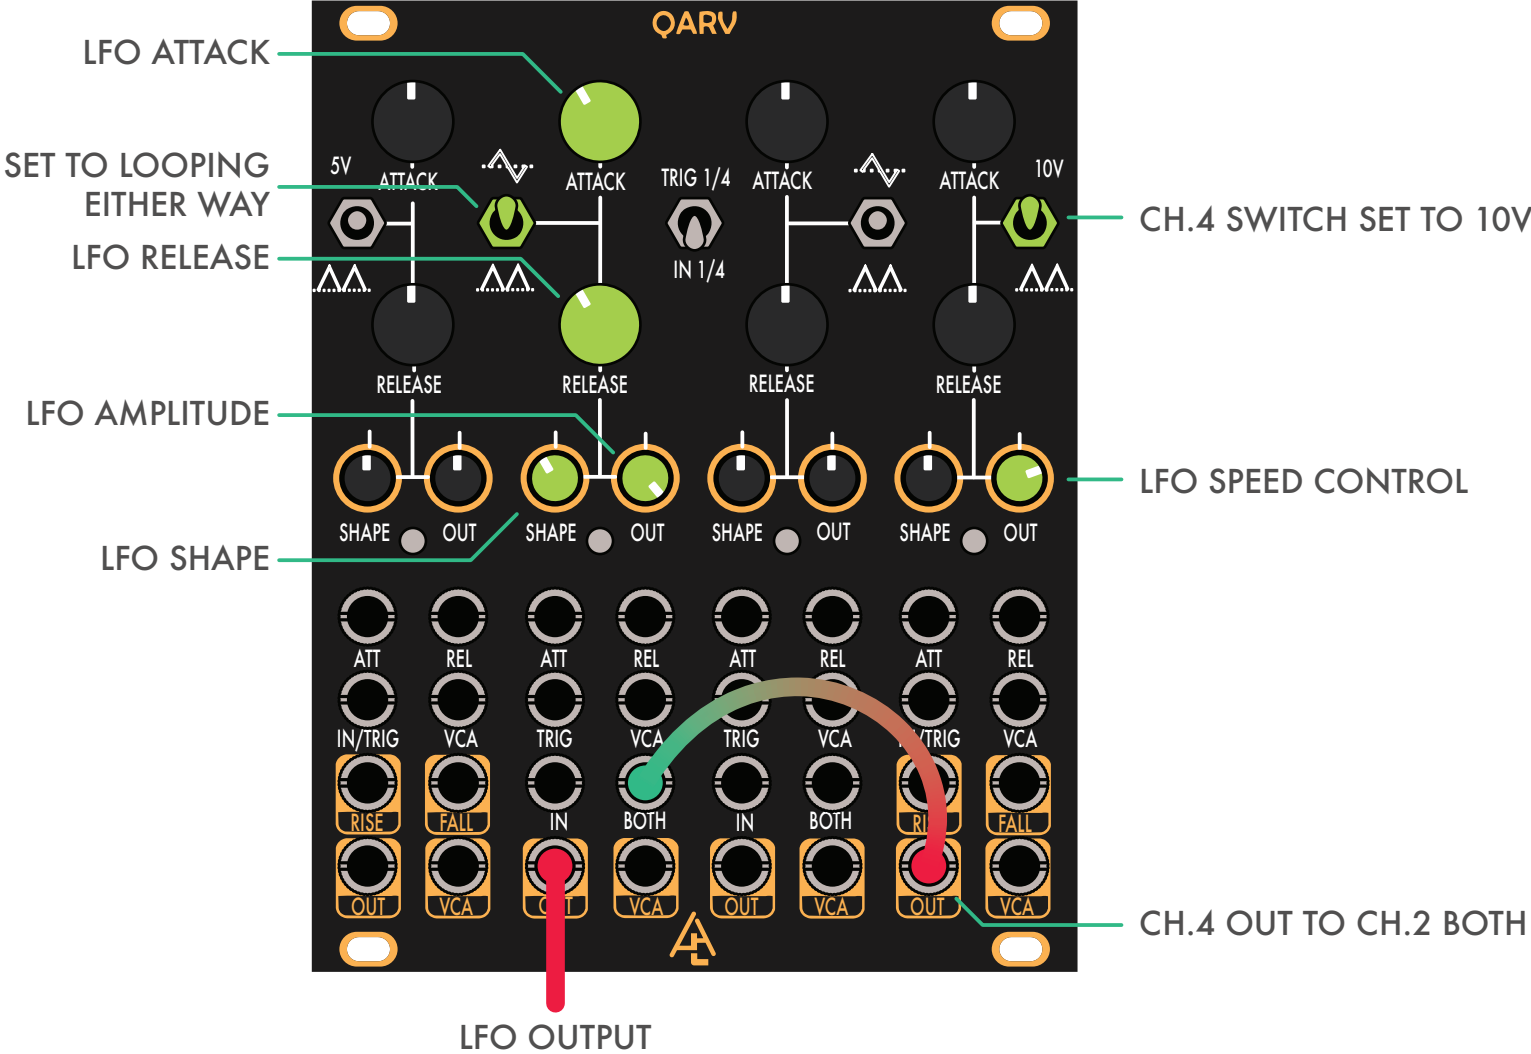 QARV
LFO ATTACK
SET TO LOOPING
EITHER WAY
LFO RELEASE
LFO AMPLITUDE
LFO SHAPE
CH.4 SWITCH SET TO 10V
LFO SPEED CONTROL
CH.4 OUT TO CH.2 BOTH
LFO OUTPUT
5V
ATTACK ATTACK TRIG 1/4 ATTACK ATTACK 10V
IN 1/4
RELEASE RELEASE RELEASE RELEASE
SHAPE OUT SHAPE OUT SHAPE OUT SHAPE OUT
ATT REL ATT REL ATT REL ATT REL
IN/TRIG VCA TRIG VCA TRIG VCA IN/TRIG VCA
RISE FALL IN BOTH IN BOTH RISE FALL
OUT VCA OUT VCA OUT VCA OUT VCA